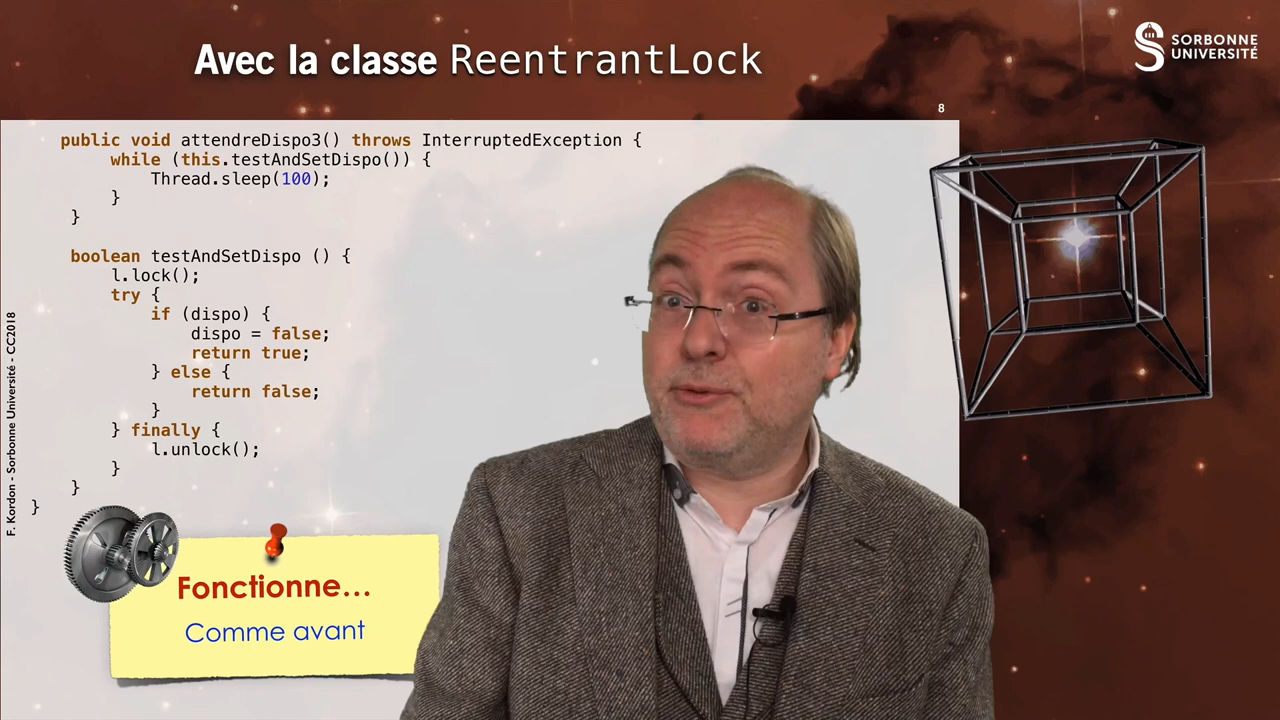 Avec la classe ReentrantLock
SORBONNE
UNIVERSITÉ
8
public void attendreDispo3() throws InterruptedException {
while (this.testAndSetDispo()) {
Thread.sleep(100);
}
}
boolean testAndSetDispo () {
l.lock();
try {
if (dispo) {
dispo = false;
return true;
} else {
return false;
}
} finally {
l.unlock();
}
}
}
F. Kordon - Sorbonne Université - CC2018
Fonctionne...
Comme avant